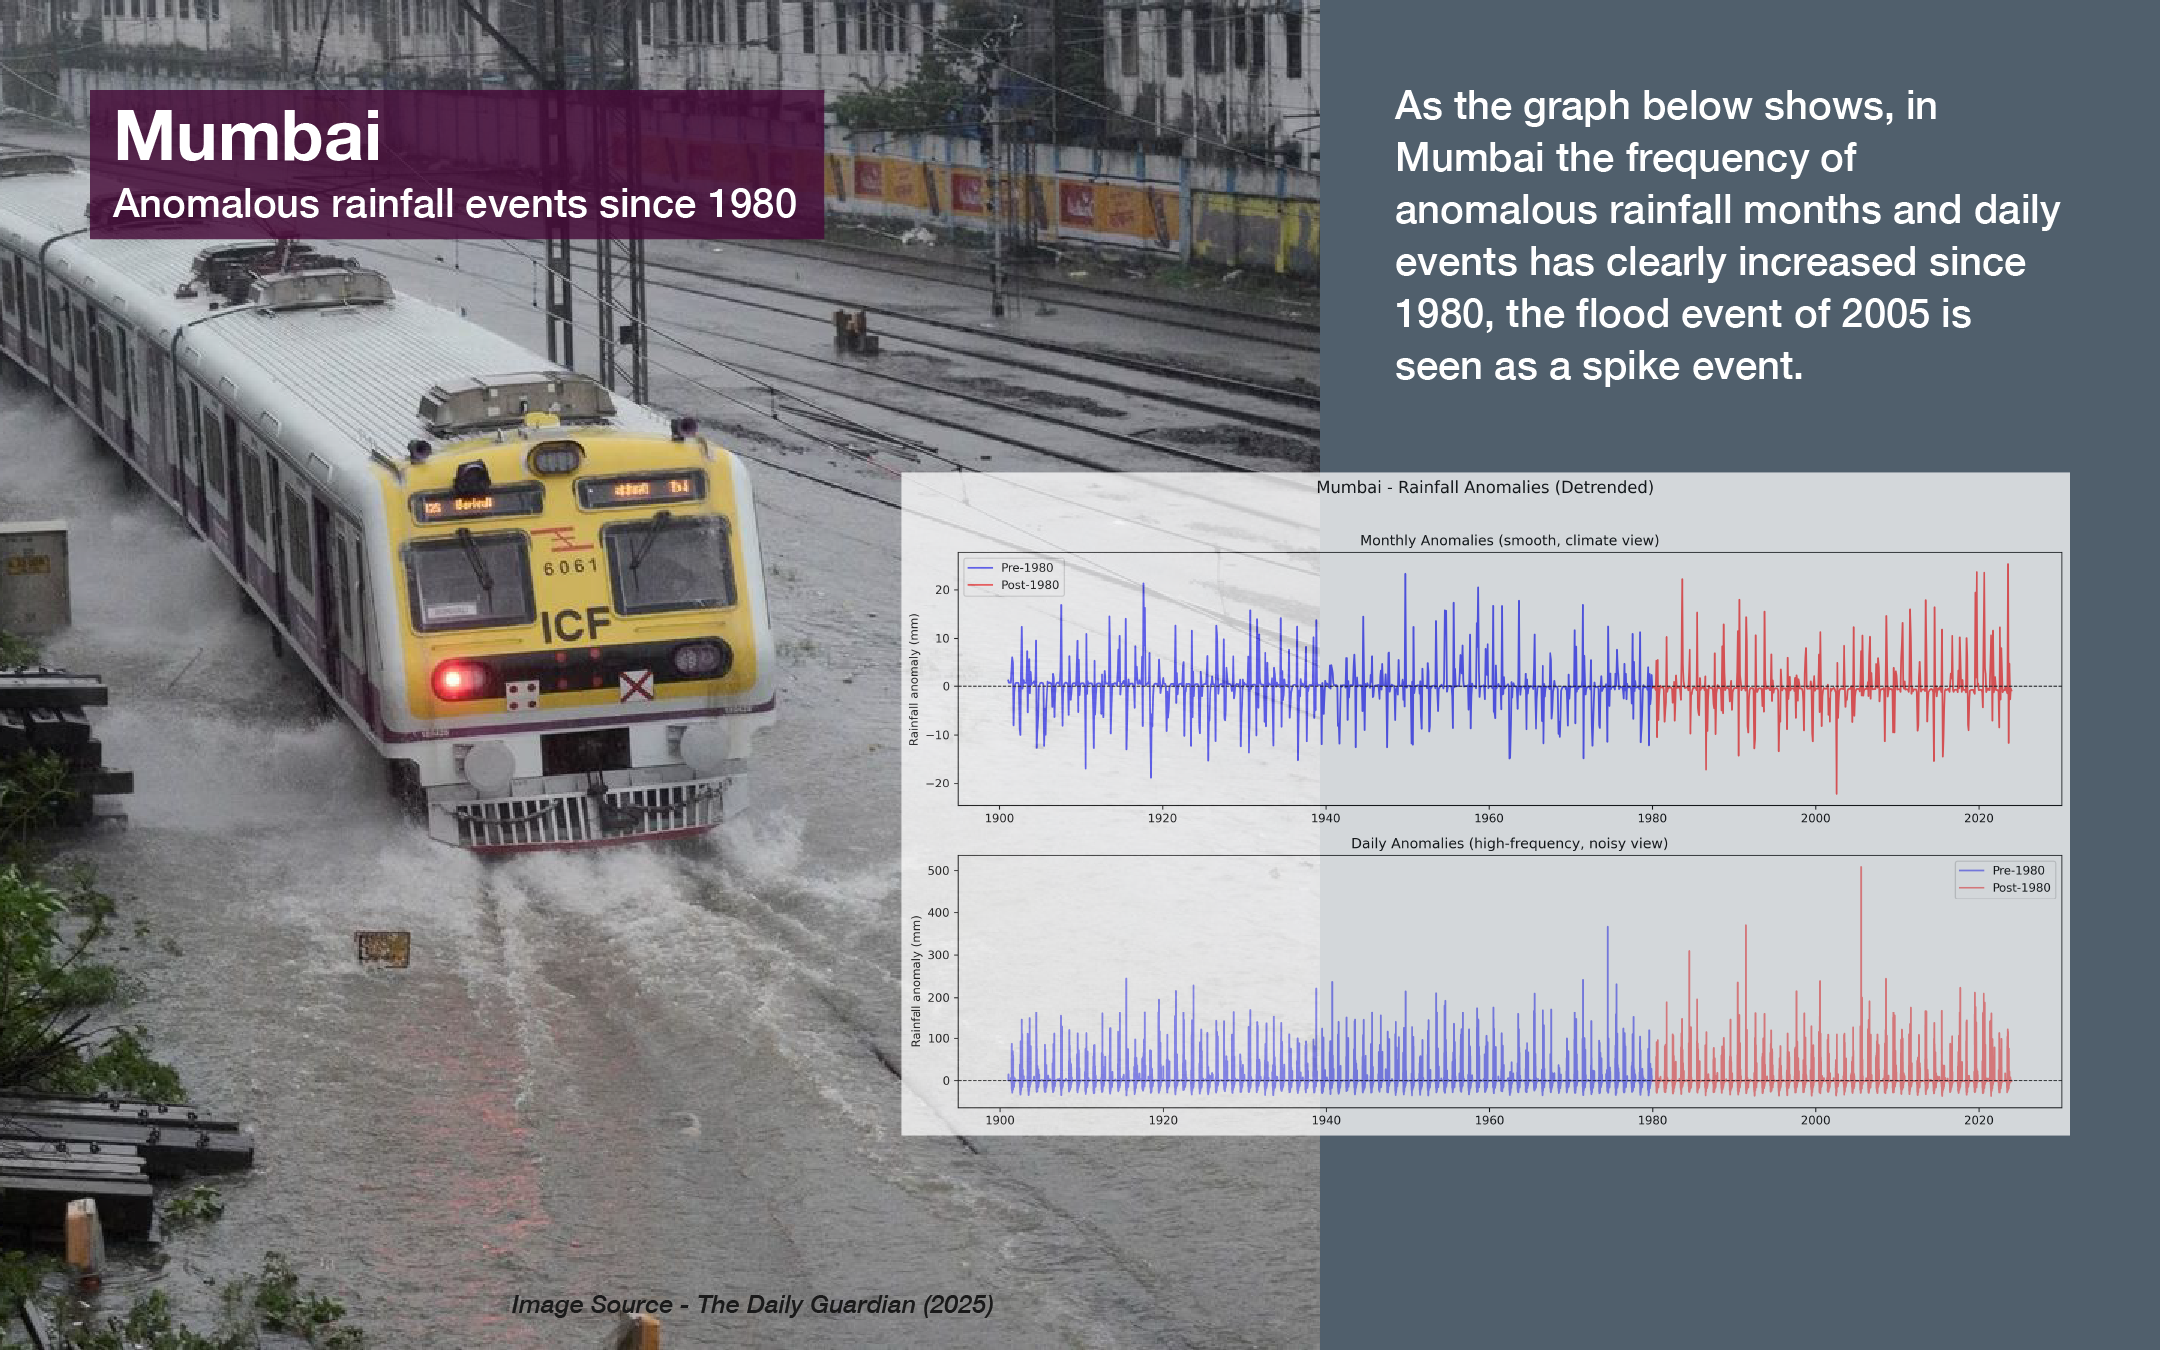 Mumbai
Anomalous rainfall events since 1980
As the graph below shows, in
Mumbai the frequency of
anomalous rainfall months and daily
events has clearly increased since
1980, the flood event of 2005 is
seen as a spike event.
6061
ICF
Mumbai - Rainfall Anomalies (Detrended)
Monthly Anomalies (smooth, climate view)
Pre-1980
Post-1980
Rainfall anomaly (mm)
20
10
0
−10
−20
1900 1920 1940 1960 1980 2000 2020
Daily Anomalies (high-frequency, noisy view)
Pre-1980
Post-1980
Rainfall anomaly (mm)
500
400
300
200
100
0
1900 1920 1940 1960 1980 2000 2020
Image Source - The Daily Guardian (2025)